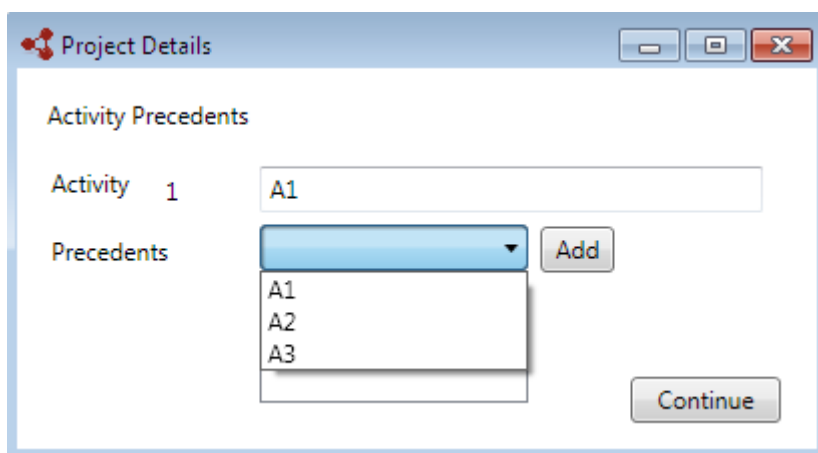 Project Details
Activity Precedents
Activity 1 A1
Precedents Add
A1
A2
A3
Continue